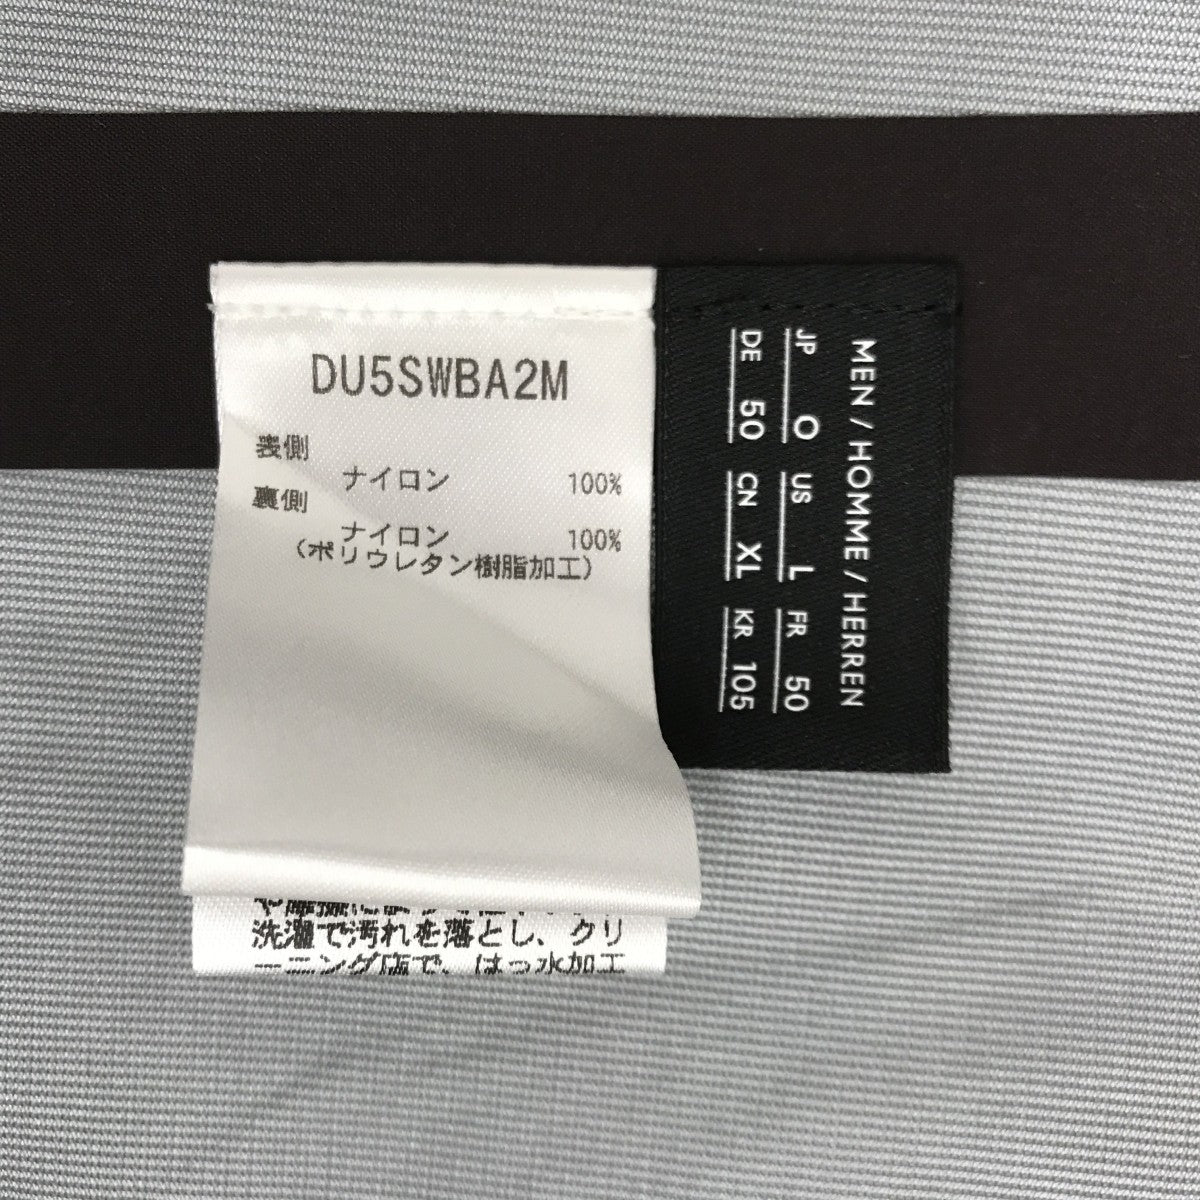 DU5SWBA2M
表側
ナイロン 100%
裏側
ナイロン 100%
(ポリウレタン樹脂加工)
洗濯で汚れを落とし、クリ
ーニング店で、はっ水加工
MEN / HOMME / HERREN
JP O US L FR 50
DE 50 CN XL KR 105